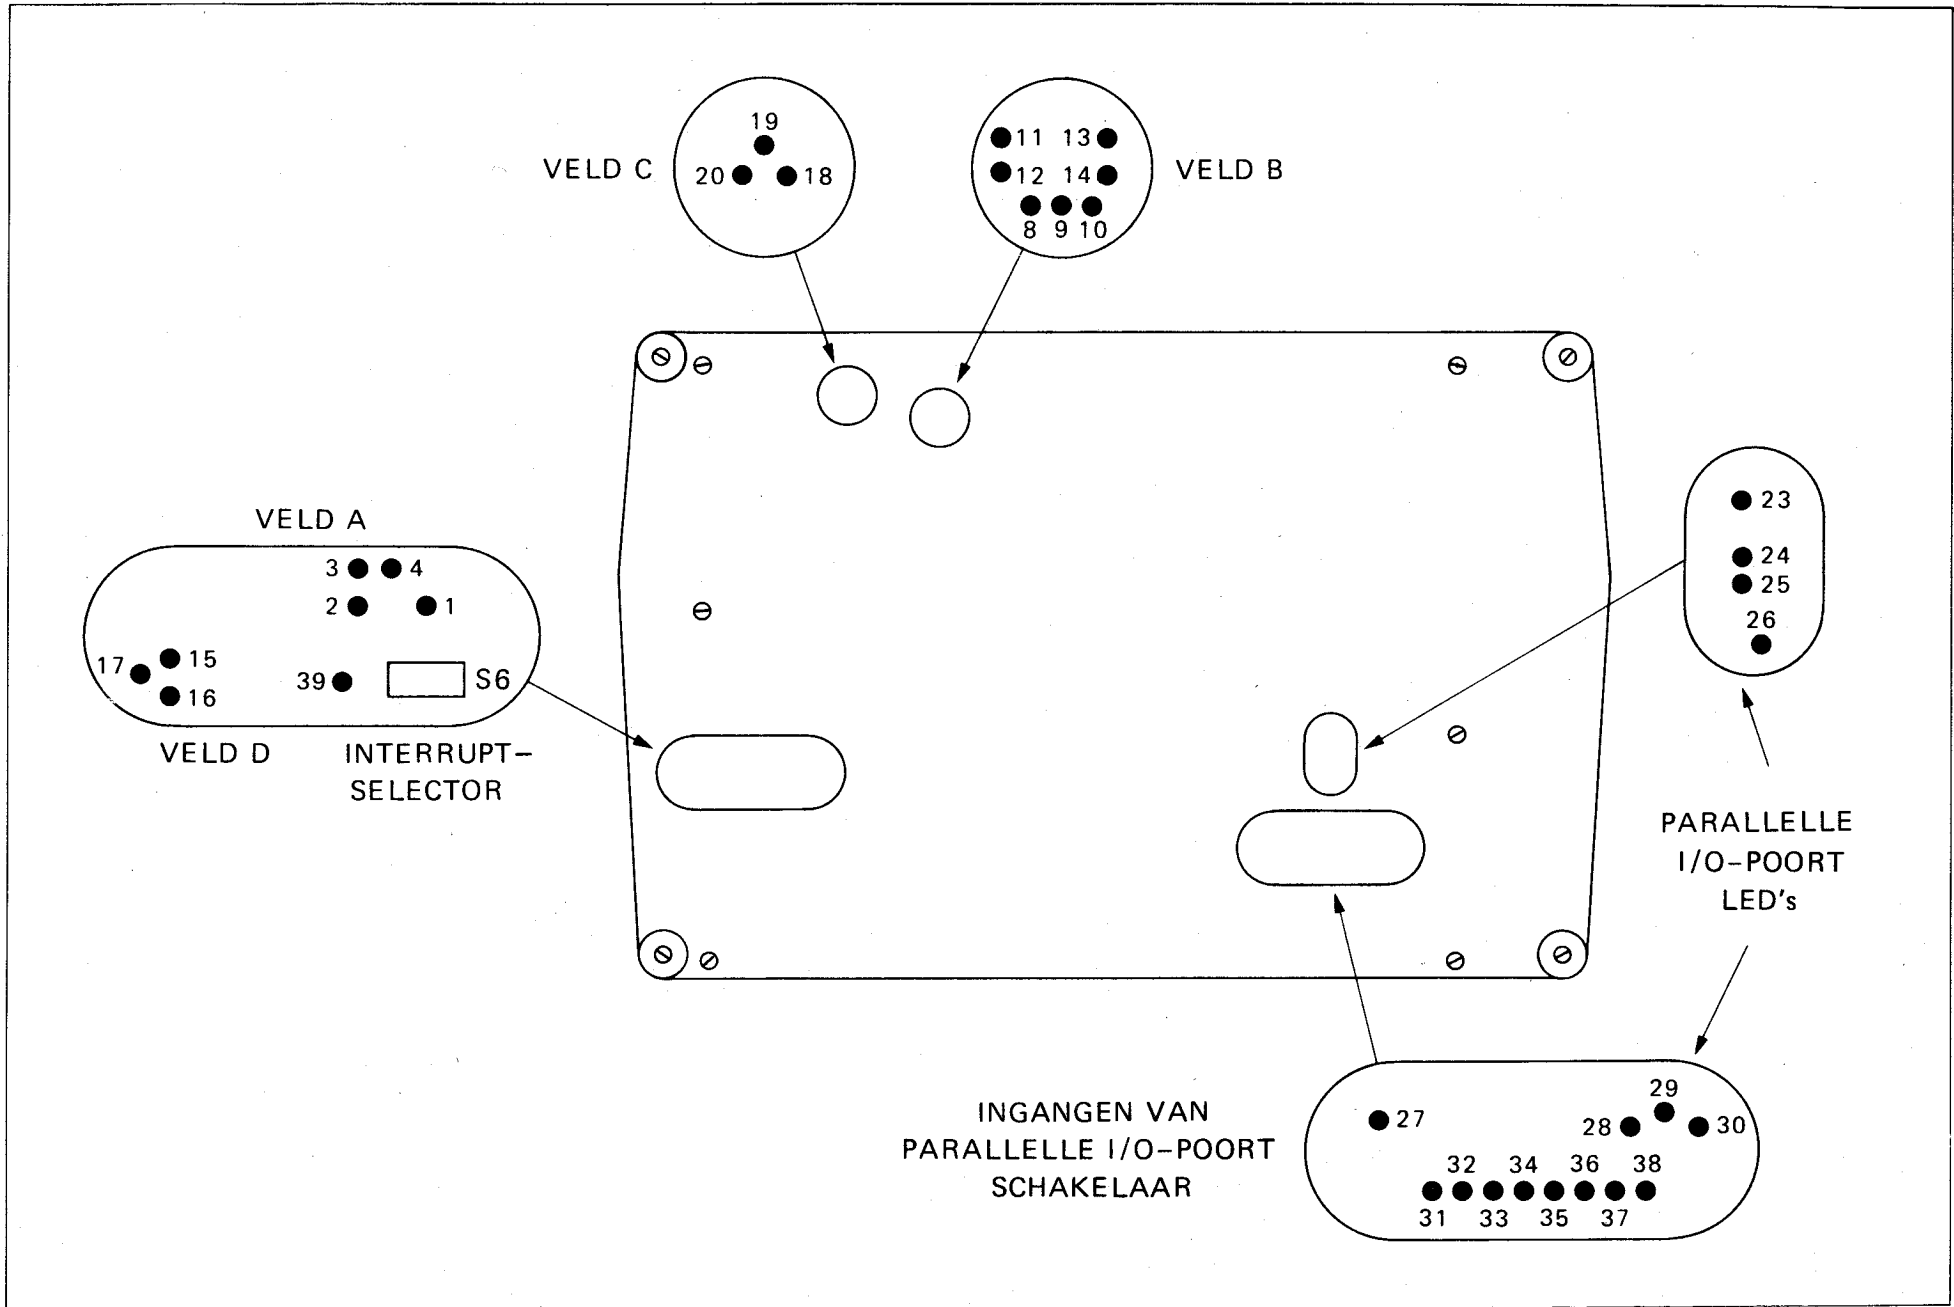 19
VELD C
20
18
11
13
12
14
8 9 10
VELD B
VELD A
3
4
2
1
17
15
16
39
S6
VELD D
INTERRUPT-
SELECTOR
23
24
25
26
PARALLELLE
I/O-POORT
LED's
INGANGEN VAN
PARALLELLE I/O-POORT
SCHAKELAAR
27
28
29
30
32 34 36 38
31 33 35 37